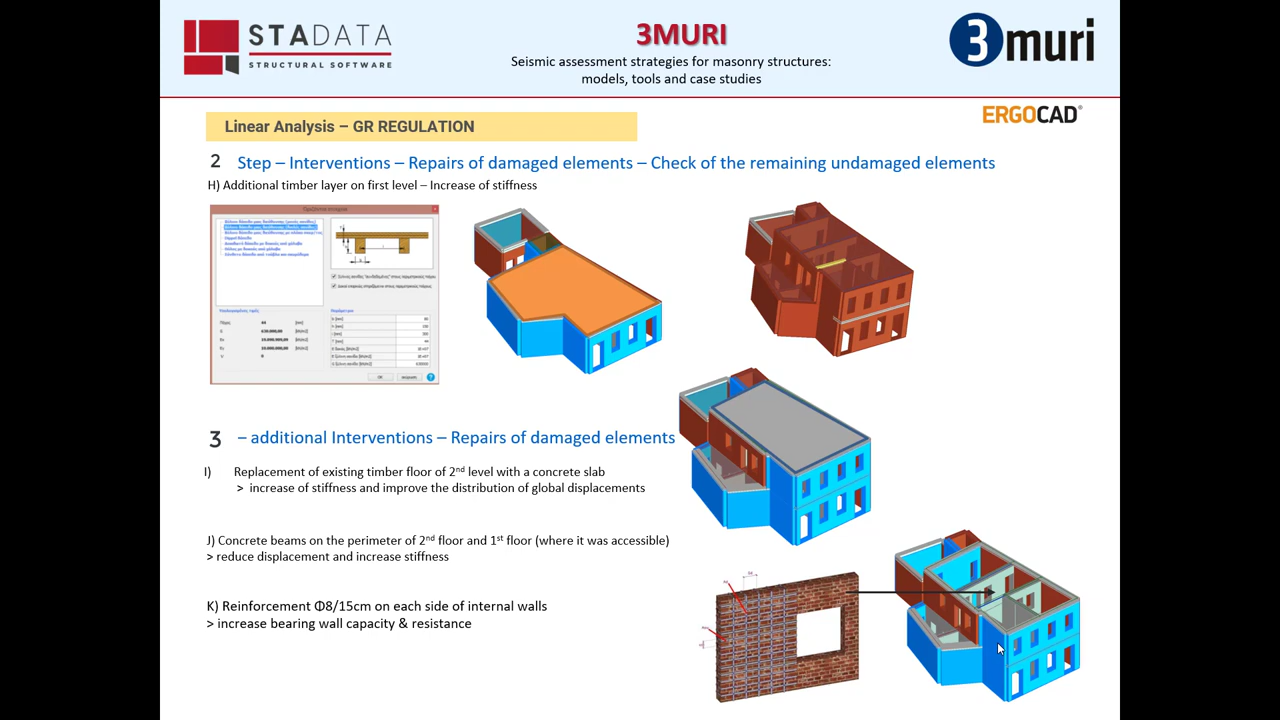 STADATA
STRUCTURAL SOFTWARE
3MURI
Seismic assessment strategies for masonry structures:
models, tools and case studies
3muri
ERGOCAD®
Linear Analysis – GR REGULATION
2 Step – Interventions – Repairs of damaged elements – Check of the remaining undamaged elements
H) Additional timber layer on first level – Increase of stiffness
3 – additional Interventions – Repairs of damaged elements
I) Replacement of existing timber floor of 2nd level with a concrete slab
> increase of stiffness and improve the distribution of global displacements
J) Concrete beams on the perimeter of 2nd floor and 1st floor (where it was accessible)
> reduce displacement and increase stiffness
K) Reinforcement Φ8/15cm on each side of internal walls
> increase bearing wall capacity & resistance